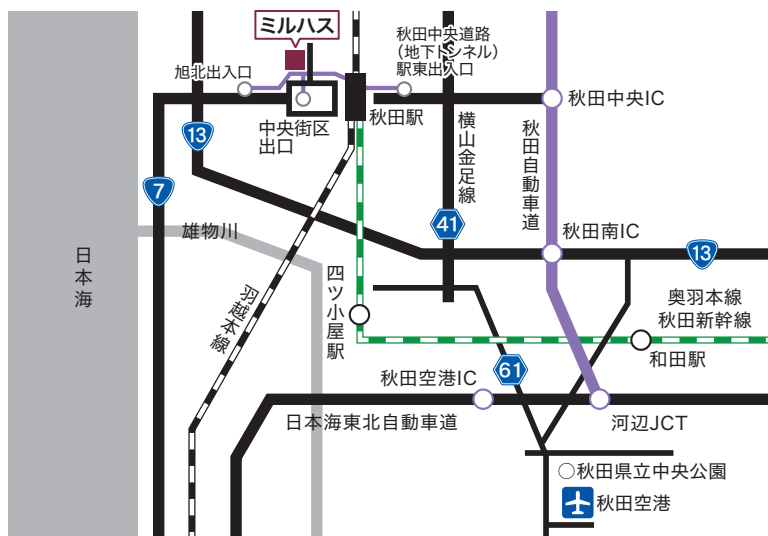 ミルハス
秋田中央道路
（地下トンネル）
駅東出入口
旭北出入口
秋田中央IC
中央街区
出口
秋田駅
13
横山金足線
秋田自動車道
7
41
雄物川
秋田南IC
13
日本海
四ツ小屋駅
羽越本線
奥羽本線
秋田新幹線
和田駅
61
秋田空港IC
日本海東北自動車道
河辺JCT
○秋田県立中央公園
秋田空港